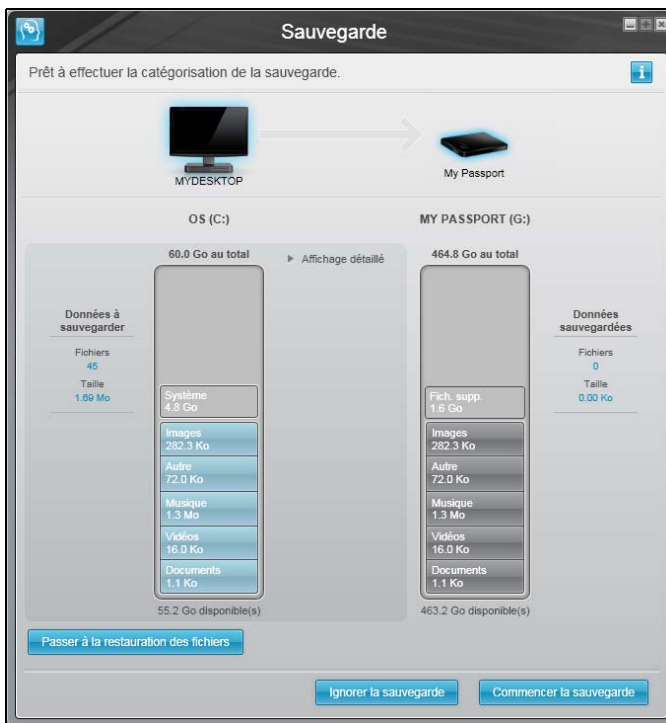 Sauvegarde
Prêt à effectuer la catégorisation de la sauvegarde.
MYDESKTOP
My Passport
OS (C:)
MY PASSPORT (G:)
60.0 Go au total
Affichage détaillé
464.8 Go au total
Données à
sauvegarder
Fichiers
45
Taille
1.69 Mo
Système
4.8 Go
Images
282.3 Ko
Autre
72.0 Ko
Musique
1.3 Mo
Vidéos
16.0 Ko
Documents
1.1 Ko
55.2 Go disponible(s)
Fich. supp.
1.6 Go
Images
282.3 Ko
Autre
72.0 Ko
Musique
1.3 Mo
Vidéos
16.0 Ko
Documents
1.1 Ko
463.2 Go disponible(s)
Données
sauvegardées
Fichiers
0
Taille
0.00 Ko
Passer à la restauration des fichiers
Ignorer la sauvegarde
Commencer la sauvegarde